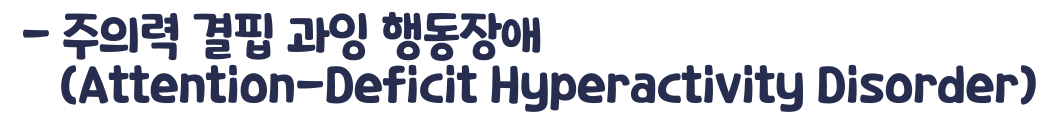 - 주의력 결핍 과잉 행동장애
(Attention-Deficit Hyperactivity Disorder)